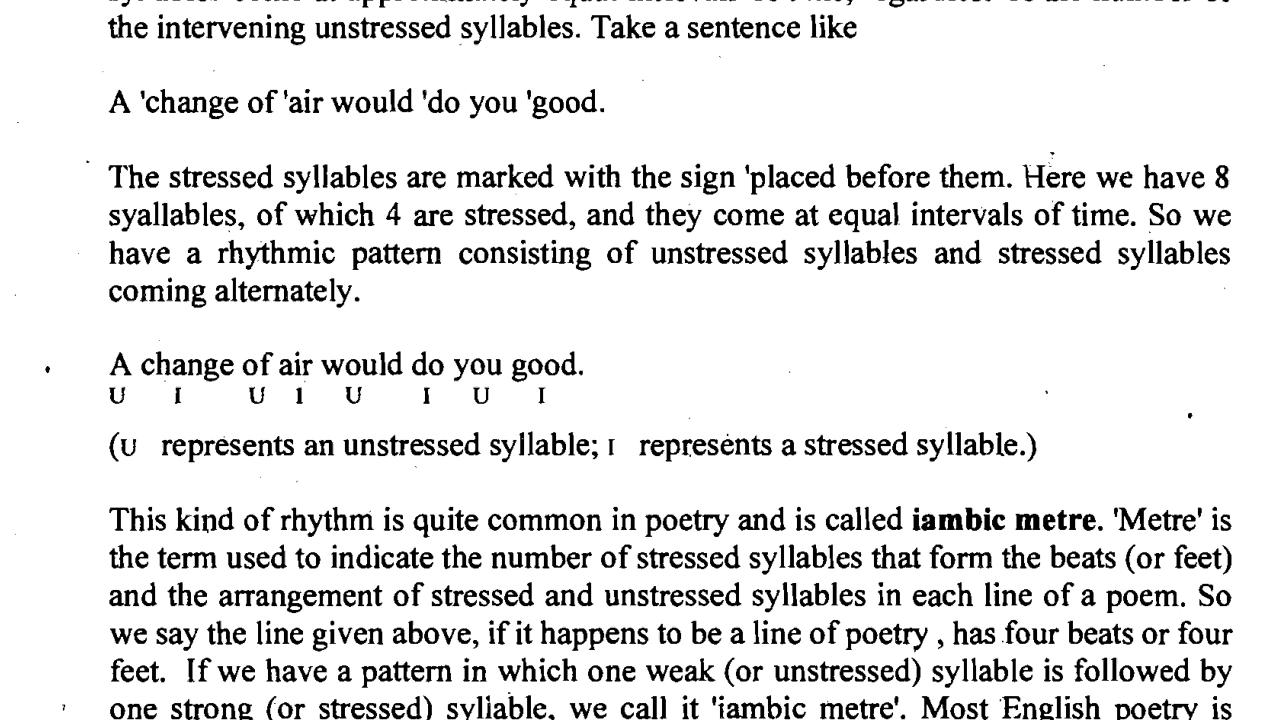 the intervening unstressed syllables. Take a sentence like
A 'change of 'air would 'do you 'good.
The stressed syllables are marked with the sign 'placed before them. Here we have 8
syallables, of which 4 are stressed, and they come at equal intervals of time. So we
have a rhythmic pattern consisting of unstressed syllables and stressed syllables
coming alternately.
A change of air would do you good.
U I U 1 U I U I
(U represents an unstressed syllable; I represents a stressed syllable.)
This kind of rhythm is quite common in poetry and is called iambic metre. 'Metre' is
the term used to indicate the number of stressed syllables that form the beats (or feet)
and the arrangement of stressed and unstressed syllables in each line of a poem. So
we say the line given above, if it happens to be a line of poetry , has four beats or four
feet. If we have a pattern in which one weak (or unstressed) syllable is followed by
one strong (or stressed) syllable, we call it 'iambic metre'. Most English poetry is